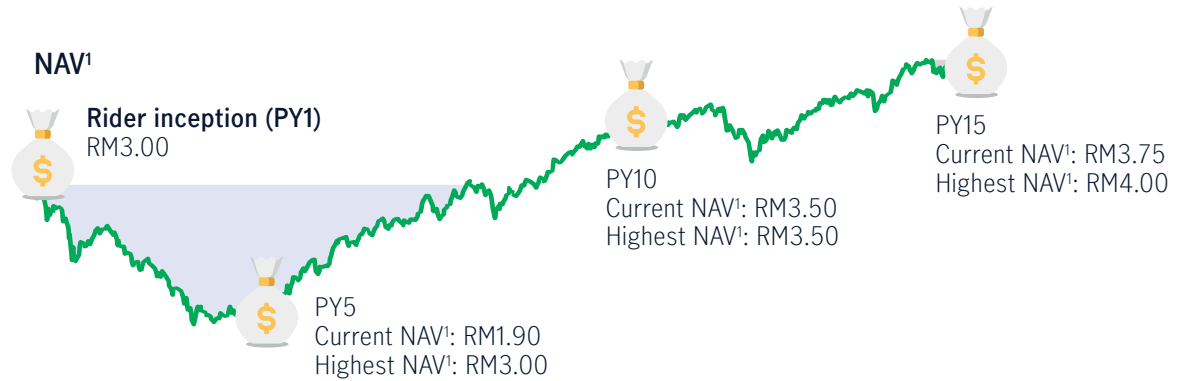 NAV¹
Rider inception (PY1)
RM3.00
$
$
PY5
Current NAV¹: RM1.90
Highest NAV¹: RM3.00
$
PY10
Current NAV¹: RM3.50
Highest NAV¹: RM3.50
$
PY15
Current NAV¹: RM3.75
Highest NAV¹: RM4.00